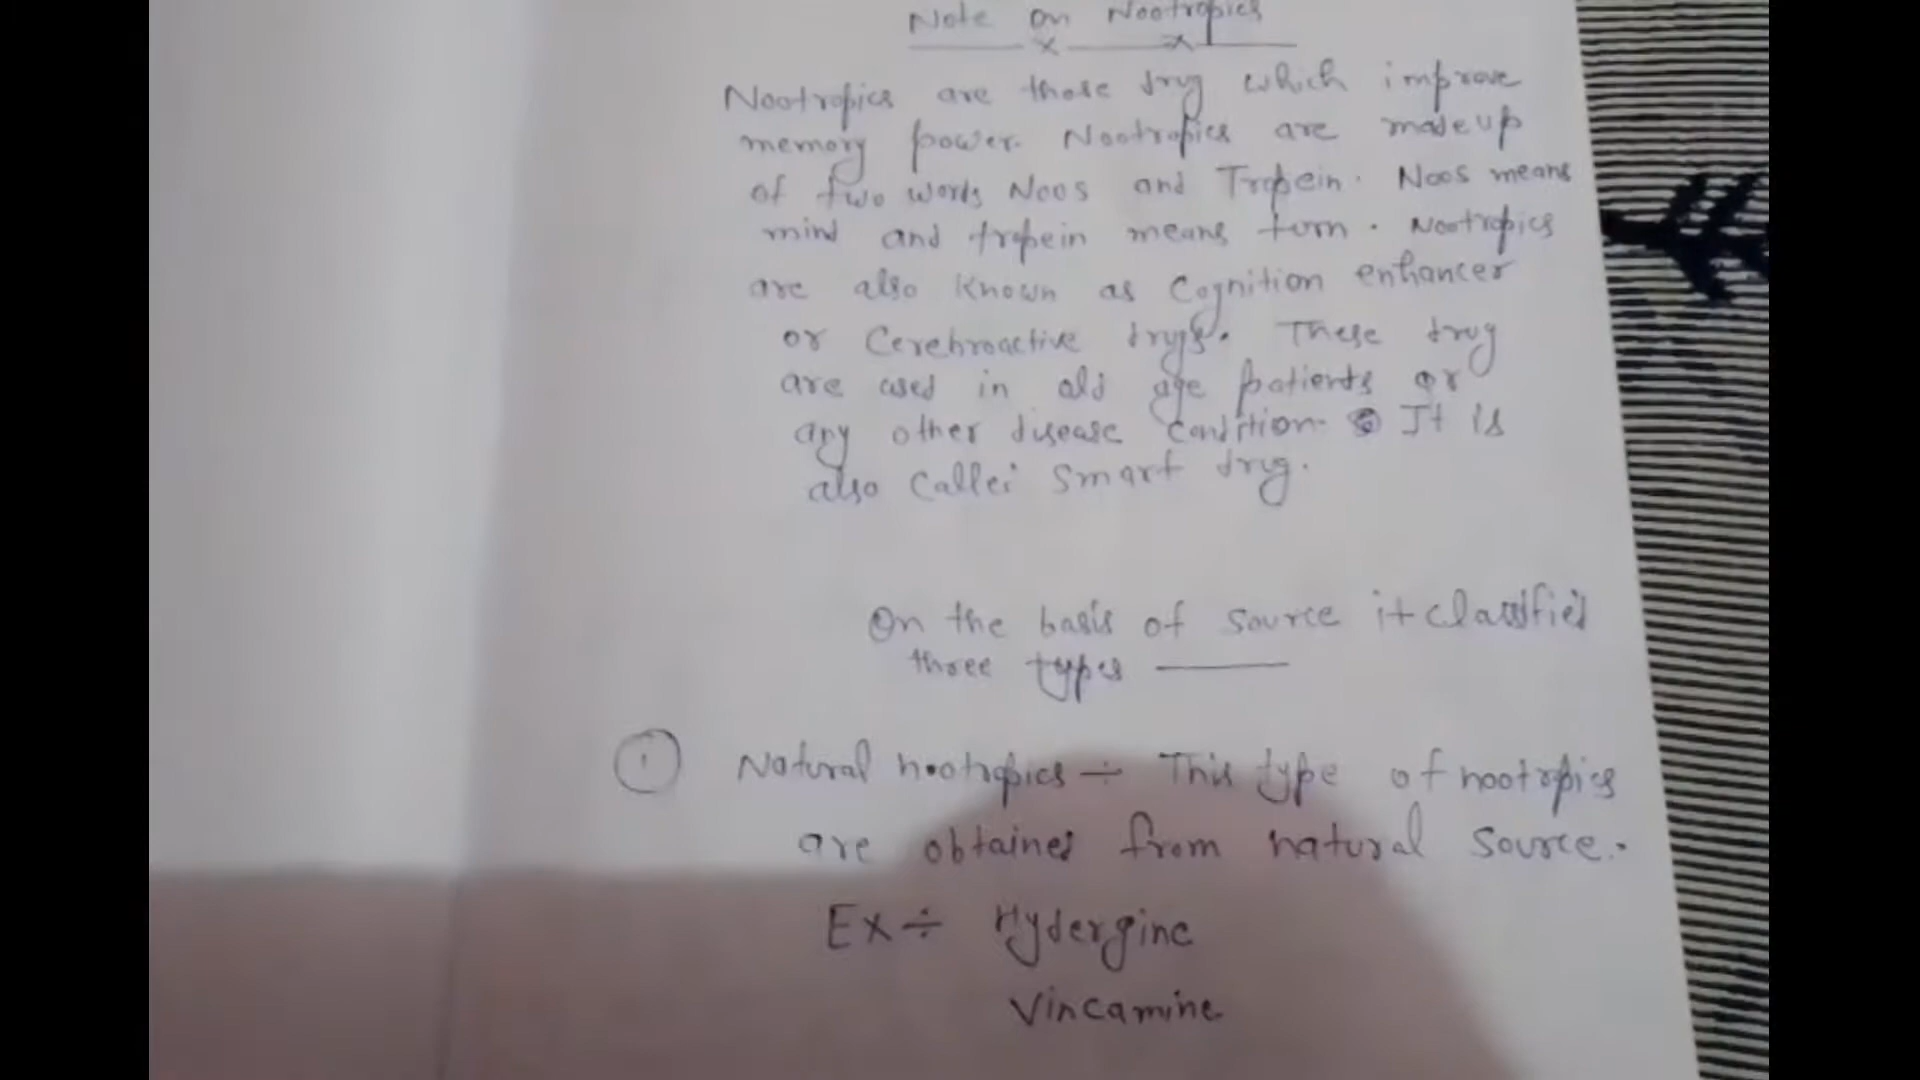 Note on Nootropics
Nootropics are those drug which improve
memory power. Nootropics are made up
of two words Noos and Tropein. Noos means
mind and tropein means turn. Nootropics
are also known as Cognition enhancer
or Cerebroactive drugs. These drug
are used in old age patients or
any other disease condition. It is
also called Smart drug.
On the basis of source it classified
three types ———
① Natural nootropics ÷ This type of nootropics
are obtained from natural source.
Ex ÷ Hydergine
Vincamine